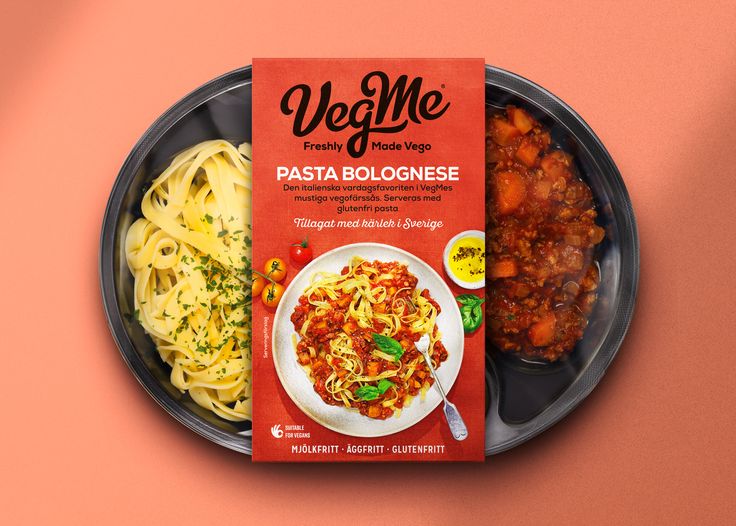 VegMe®
Freshly Made Vego
PASTA BOLOGNESE
Den italienska vardagsfavoriten i VegMes
mustiga vegofärssås. Serveras med
glutenfri pasta
Tillagat med kärlek i Sverige
Serveringsförslag
SUITABLE
FOR VEGANS
MJÖLKFRITT · ÄGGFRITT · GLUTENFRITT